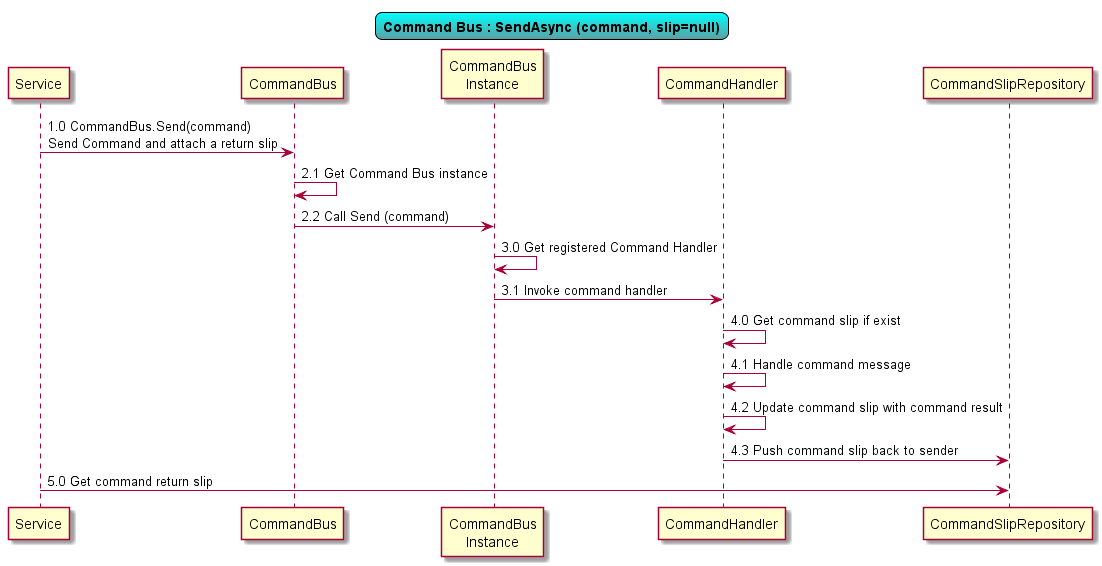 Command Bus : SendAsync (command, slip=null)
Service
CommandBus
CommandBus
Instance
CommandHandler
CommandSlipRepository
1.0 CommandBus.Send(command)
Send Command and attach a return slip
2.1 Get Command Bus instance
2.2 Call Send (command)
3.0 Get registered Command Handler
3.1 Invoke command handler
4.0 Get command slip if exist
4.1 Handle command message
4.2 Update command slip with command result
4.3 Push command slip back to sender
5.0 Get command return slip
Service
CommandBus
CommandBus
Instance
CommandHandler
CommandSlipRepository